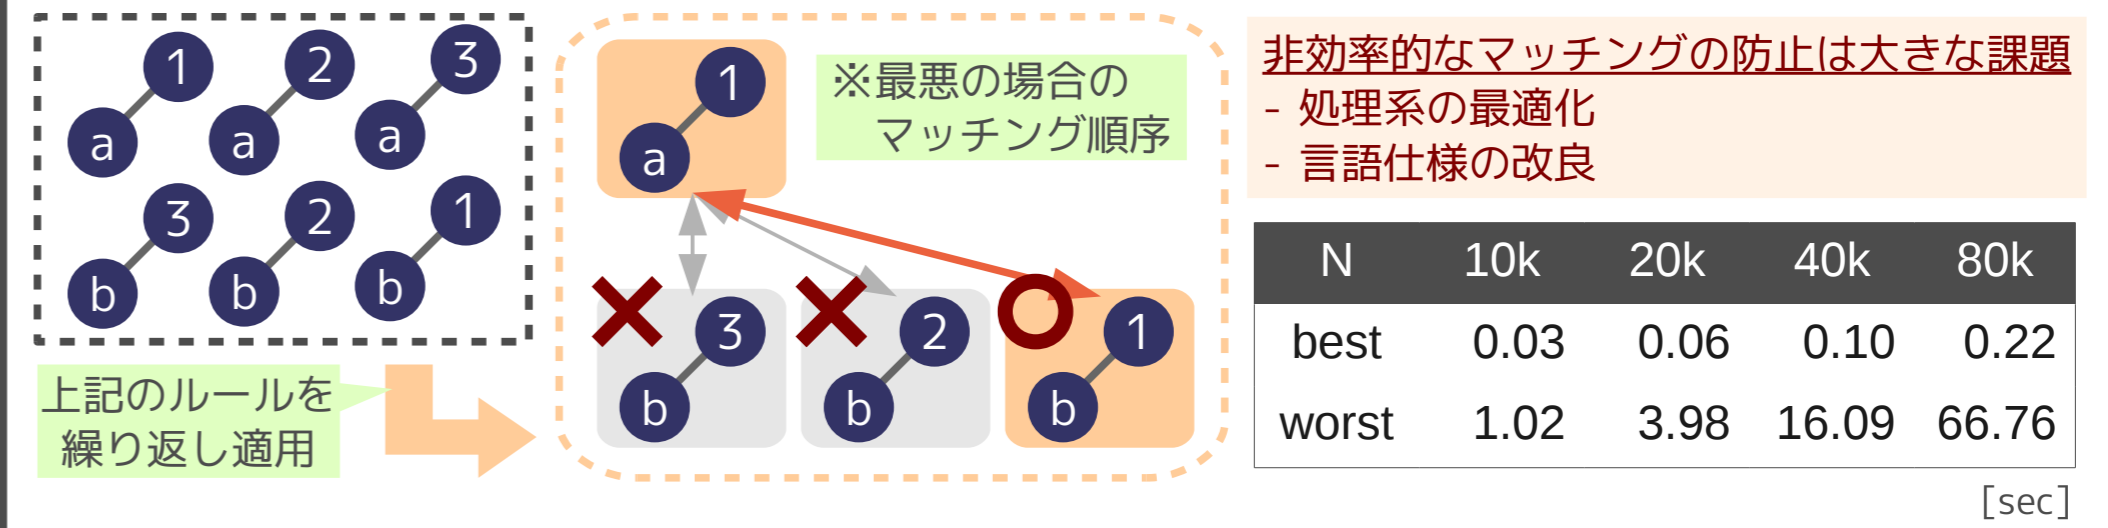 1 2 3
a a a
3 2 1
b b b
上記のルールを
繰り返し適用
1
a
※最悪の場合の
マッチング順序
3 2 1
b b b
非効率的なマッチングの防止は大きな課題
- 処理系の最適化
- 言語仕様の改良
N 10k 20k 40k 80k
best 0.03 0.06 0.10 0.22
worst 1.02 3.98 16.09 66.76
[sec]